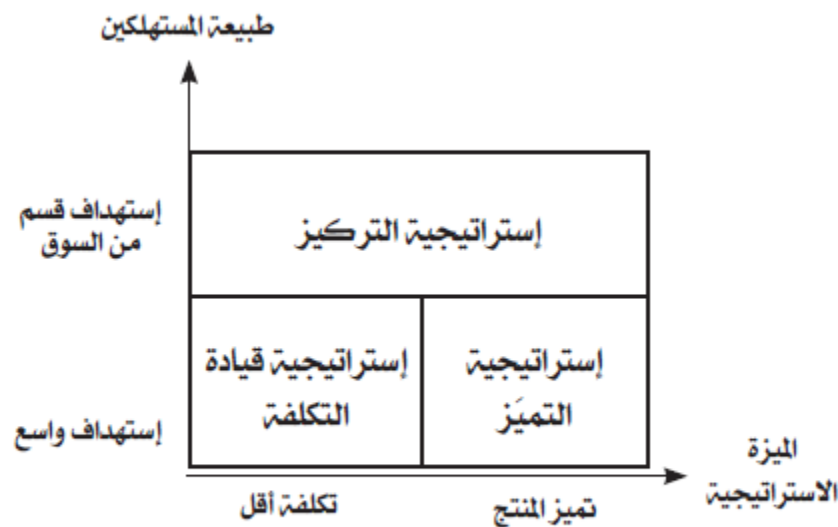 طبيعة المستهلكين
إستهداف قسم
من السوق
إستراتيجية التركيز
إستراتيجية
التميَز
إستراتيجية قيادة
التكلفة
إستهداف واسع
الميزة
الاستراتيجية
تميز المنتج
تكلفة أقل